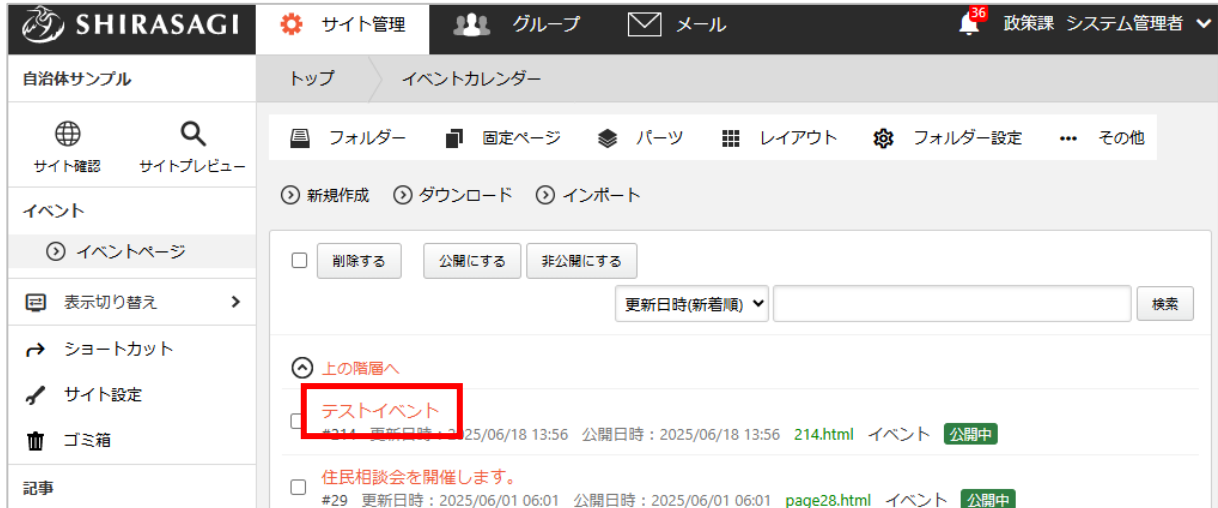 SHIRASAGI サイト管理 グループ メール 36 政策課 システム管理者
自治体サンプル
サイト確認 サイトプレビュー
イベント
イベントページ
表示切り替え
ショートカット
サイト設定
ゴミ箱
記事
トップ イベントカレンダー
フォルダー 固定ページ パーツ レイアウト フォルダー設定 ••• その他
新規作成 ダウンロード インポート
削除する 公開にする 非公開にする
更新日時(新着順) 検索
上の階層へ
テストイベント
#214 更新日時：2025/06/18 13:56 公開日時：2025/06/18 13:56 214.html イベント 公開中
住民相談会を開催します。
#29 更新日時：2025/06/01 06:01 公開日時：2025/06/01 06:01 page28.html イベント 公開中